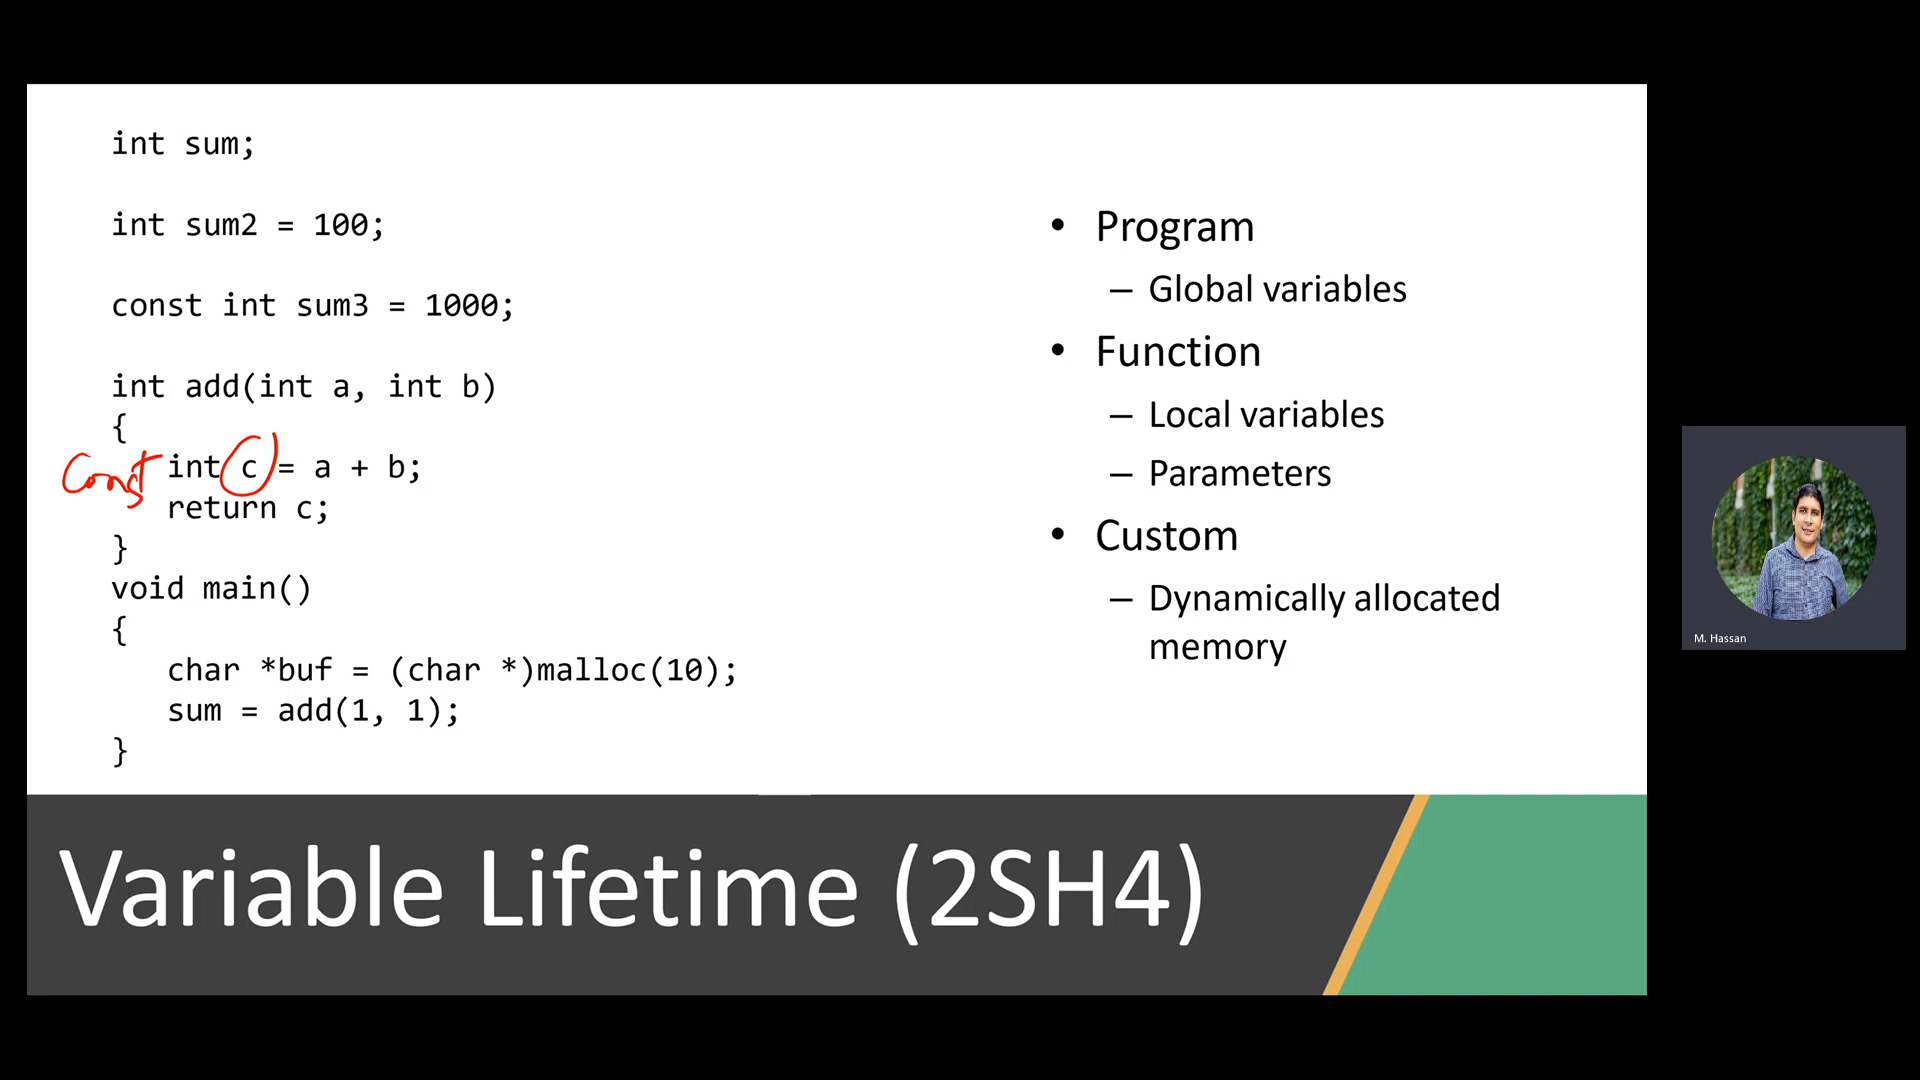 int sum;
int sum2 = 100;
const int sum3 = 1000;
int add(int a, int b)
{
Const int c = a + b;
return c;
}
void main()
{
char *buf = (char *)malloc(10);
sum = add(1, 1);
}
• Program
– Global variables
• Function
– Local variables
– Parameters
• Custom
– Dynamically allocated
memory
Variable Lifetime (2SH4)
M. Hassan